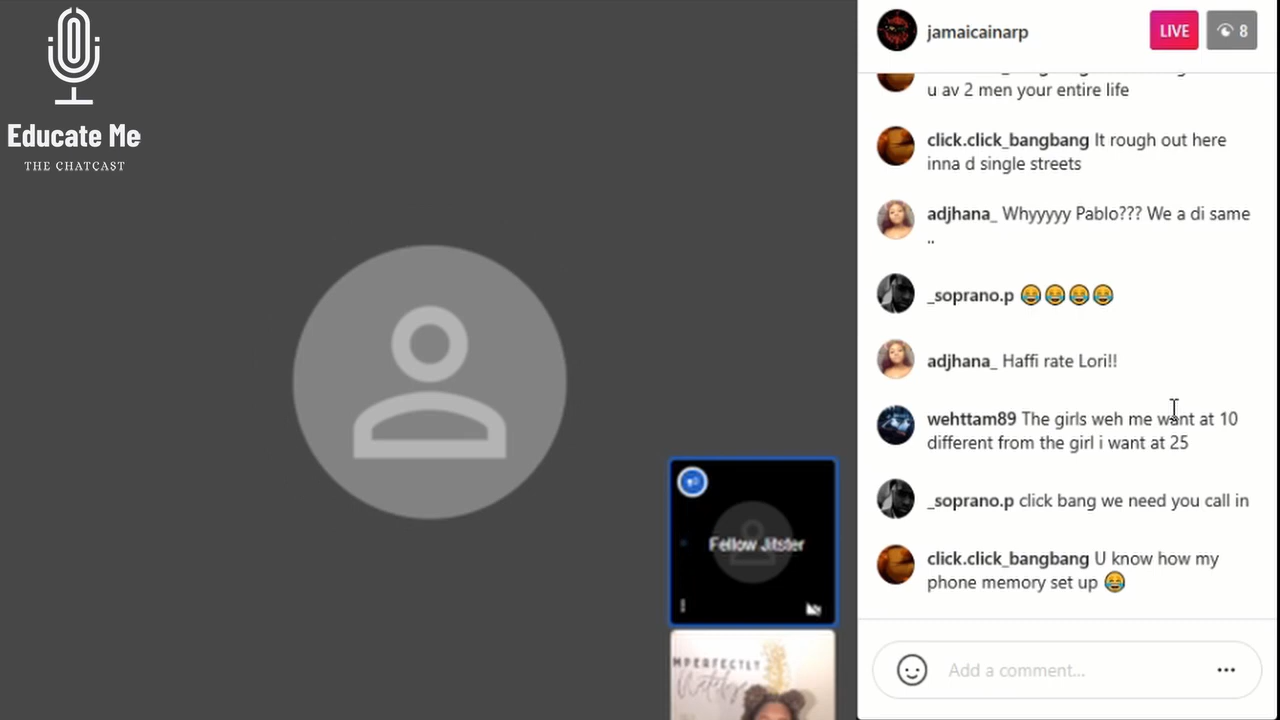 Educate Me
THE CHATCAST
Fellow Jitster
MPERFECTLY
jamaicainarp
LIVE
8
u av 2 men your entire life
click.click_bangbang It rough out here
inna d single streets
adjhana_ Whyyyyy Pablo??? We a di same
..
_soprano.p 😂😂😂😂
adjhana_ Haffi rate Lori!!
wehttam89 The girls weh me want at 10
different from the girl i want at 25
_soprano.p click bang we need you call in
click.click_bangbang U know how my
phone memory set up 😂
Add a comment...